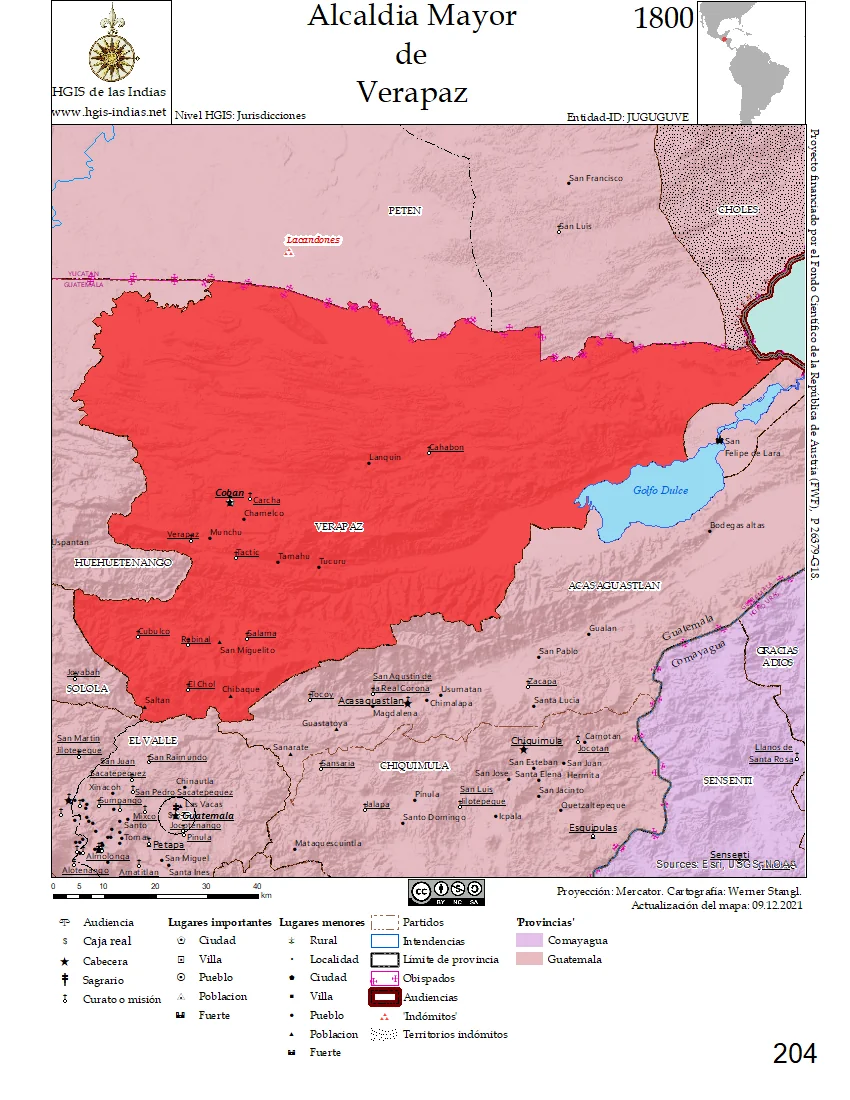 Alcaldia Mayor
de
Verapaz
1800
HGIS de las Indias
www.hgis-indias.net
Nivel HGIS: Jurisdicciones
Entidad-ID: JUGUGUVE
Proyecto financiado por el Fondo Científico de la República de Austria (FWF), P 26379-G18.
San Francisco
PETEN
CHOLES
San Luis
Lacandones
YUCATAN
GUATEMALA
Cahabon
Lanquin
San
Felipe de Lara
Golfo Dulce
Coban
Carcha
Chamelco
VERAPAZ
Bodegas altas
Verapaz
Munchu
Uspantan
Tactic
Tamahu
Tucuru
HUEHUETENANGO
ACASAGUASTLAN
Gualan
Guatemala
Comayagua
Cubulco
Rabinal
Salama
San Miguelito
San Pablo
GRACIAS
A DIOS
Joyabah
SOLOLA
El Chol
Chibaque
Saltan
San Agustin de
la Real Corona
Tocoy
Usumatan
Zacapa
Acasaguastlan
Chimalapa
Santa Lucia
Magdalena
Guastatoya
San Martin
Jilotepeque
EL VALLE
Sanarate
Chiquimula
Camotan
Jocotan
Llanos de
Santa Rosa
San Juan
Sacatepequez
San Raimundo
Sansaria
CHIQUIMULA
San Esteban
San Juan
Hermita
San Jose
Santa Elena
SENSENTI
Xinacoh
Chinautla
San Pedro Sacatepequez
Sumpango
Las Vacas
Pinula
San Luis
Jilotepeque
San Jacinto
Jalapa
Quetzaltepeque
Mixco
Guatemala
Santo
Tomas
Jocotenango
Pinula
Santo Domingo
Icpala
Esquipulas
Petapa
Mataquescuintla
Almolonga
San Miguel
Alotenango
Amatitlan
Santa Ines
Sensenti
Sources: Esri, USGS, NOAA
0 5 10 20 30 40
km
CC BY NC SA
Proyección: Mercator. Cartografía: Werner Stangl.
Actualización del mapa: 09.12.2021
Audiencia
Caja real
Cabecera
Sagrario
Curato o misión
Lugares importantes
Ciudad
Villa
Pueblo
Poblacion
Fuerte
Lugares menores
Rural
Localidad
Ciudad
Villa
Pueblo
Poblacion
Fuerte
Partidos
Intendencias
Límite de provincia
Obispados
Audiencias
'Indómitos'
Territorios indómitos
'Provincias'
Comayagua
Guatemala
204